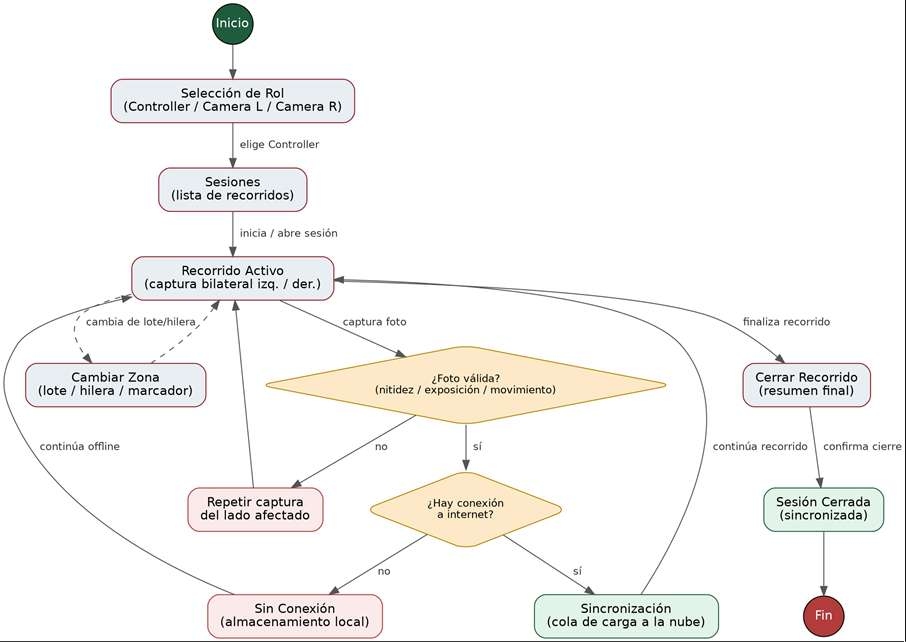 Inicio
Selección de Rol
(Controller / Camera L / Camera R)
elige Controller
Sesiones
(lista de recorridos)
inicia / abre sesión
Recorrido Activo
(captura bilateral izq. / der.)
cambia de lote/hilera
captura foto
finaliza recorrido
Cambiar Zona
(lote / hilera / marcador)
¿Foto válida?
(nitidez / exposición / movimiento)
Cerrar Recorrido
(resumen final)
continúa offline
no
sí
continúa recorrido
confirma cierre
Repetir captura
del lado afectado
¿Hay conexión
a internet?
Sesión Cerrada
(sincronizada)
no
sí
Sin Conexión
(almacenamiento local)
Sincronización
(cola de carga a la nube)
Fin